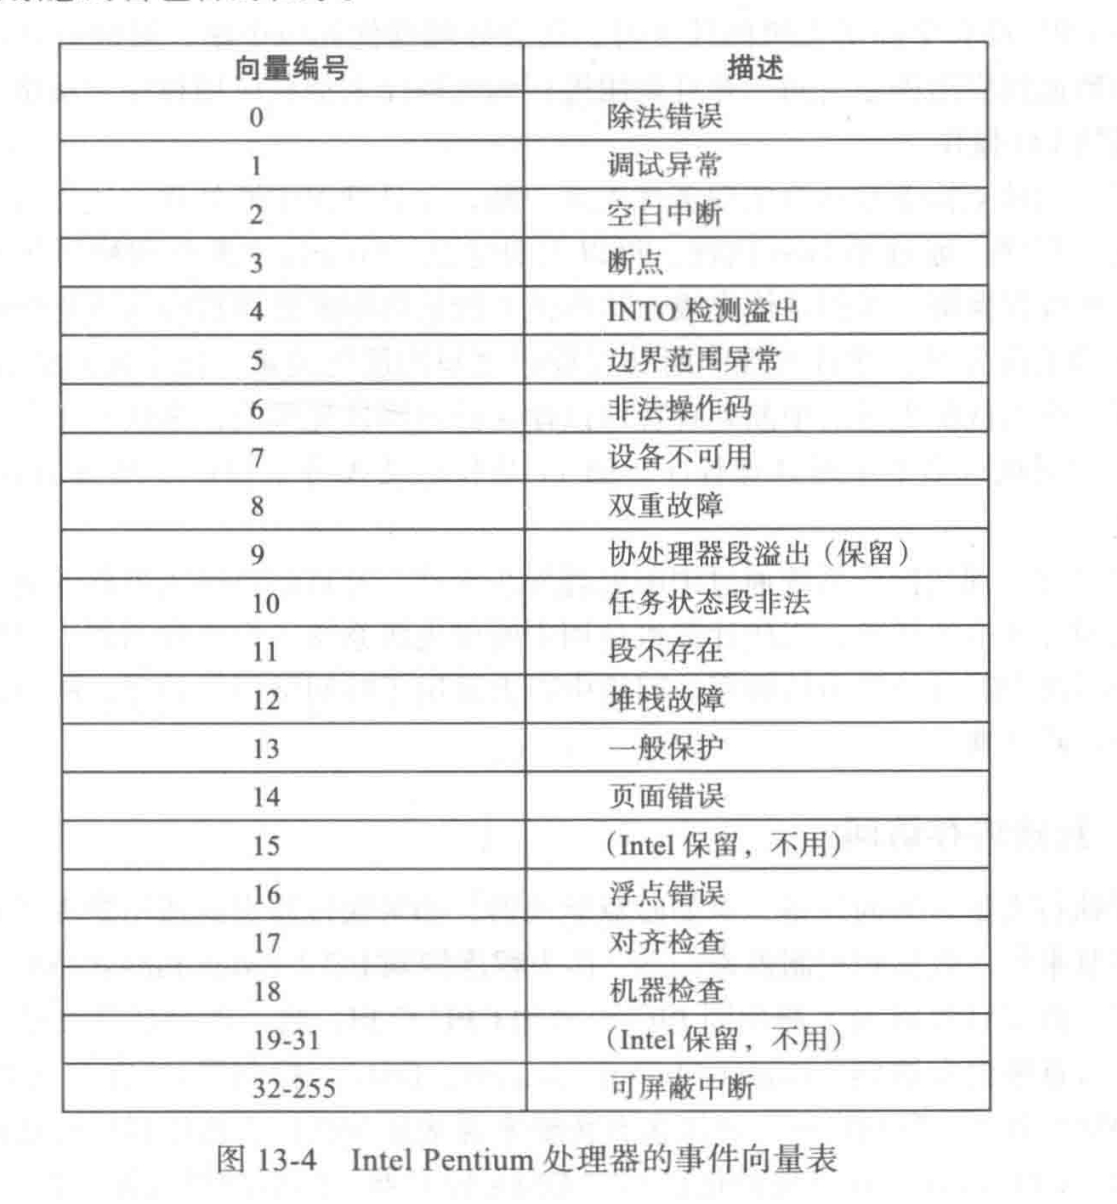 向量编号 描述
0 除法错误
1 调试异常
2 空白中断
3 断点
4 INTO 检测溢出
5 边界范围异常
6 非法操作码
7 设备不可用
8 双重故障
9 协处理器段溢出（保留）
10 任务状态段非法
11 段不存在
12 堆栈故障
13 一般保护
14 页面错误
15 （Intel 保留，不用）
16 浮点错误
17 对齐检查
18 机器检查
19-31 （Intel 保留，不用）
32-255 可屏蔽中断
图 13-4 Intel Pentium 处理器的事件向量表